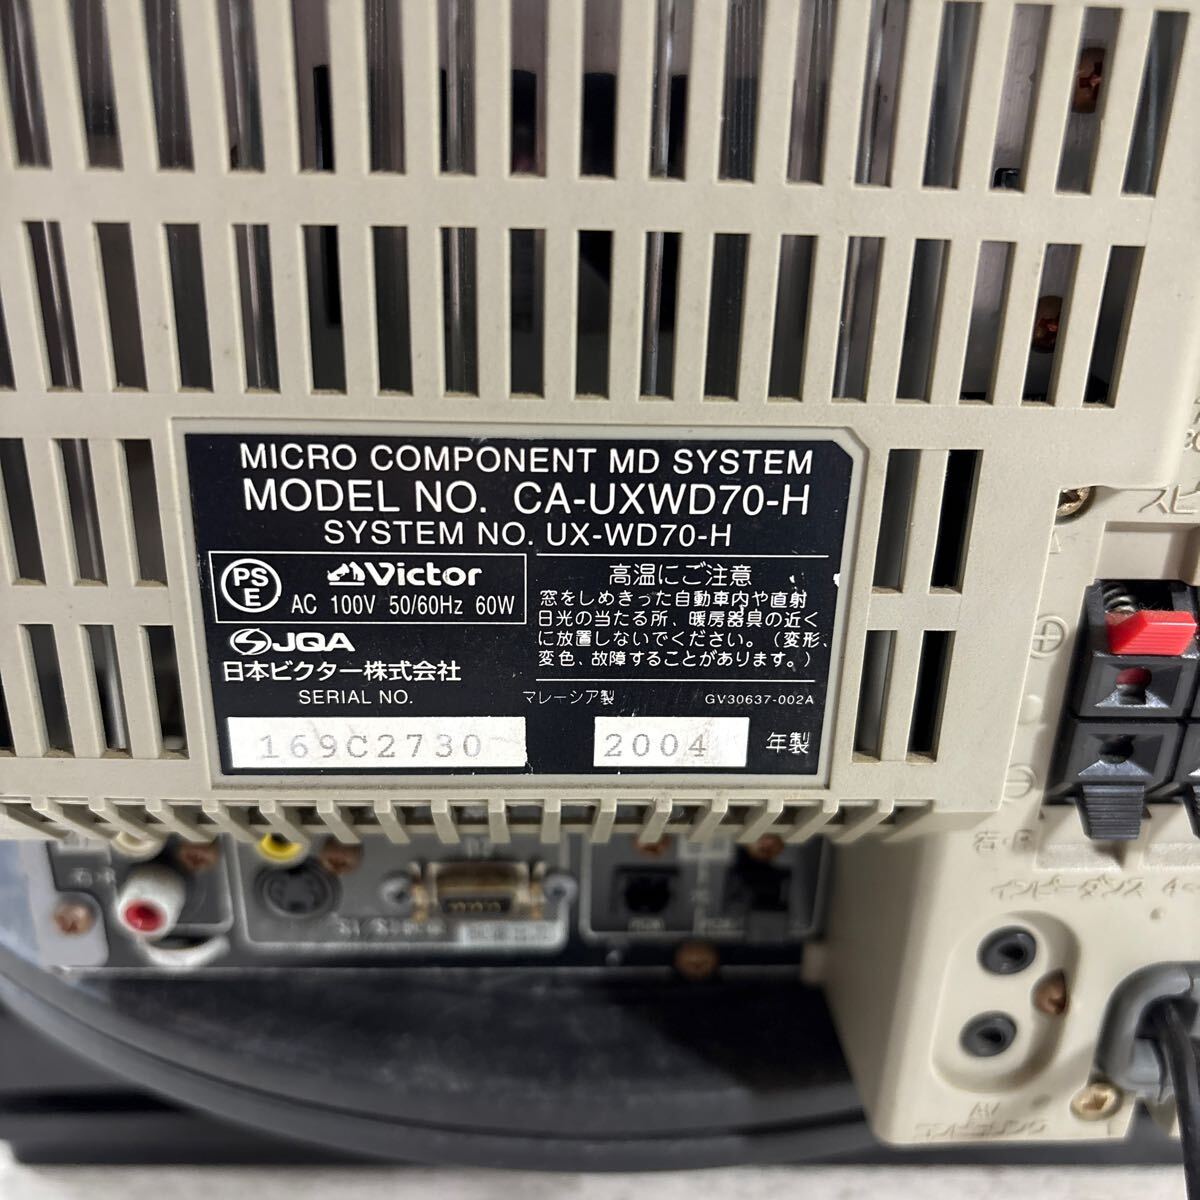 MICRO COMPONENT MD SYSTEM
MODEL NO. CA-UXWD70-H
SYSTEM NO. UX-WD70-H
PS
E
Victor
AC 100V 50/60Hz 60W
JQA
日本ビクター株式会社
SERIAL NO.
169C2730
高温にご注意
窓をしめきった自動車内や直射
日光の当たる所、暖房器具の近く
に放置しないでください。（変形、
変色、故障することがあります。）
マレーシア製
GV30637-002A
2004 年製
インピーダンス